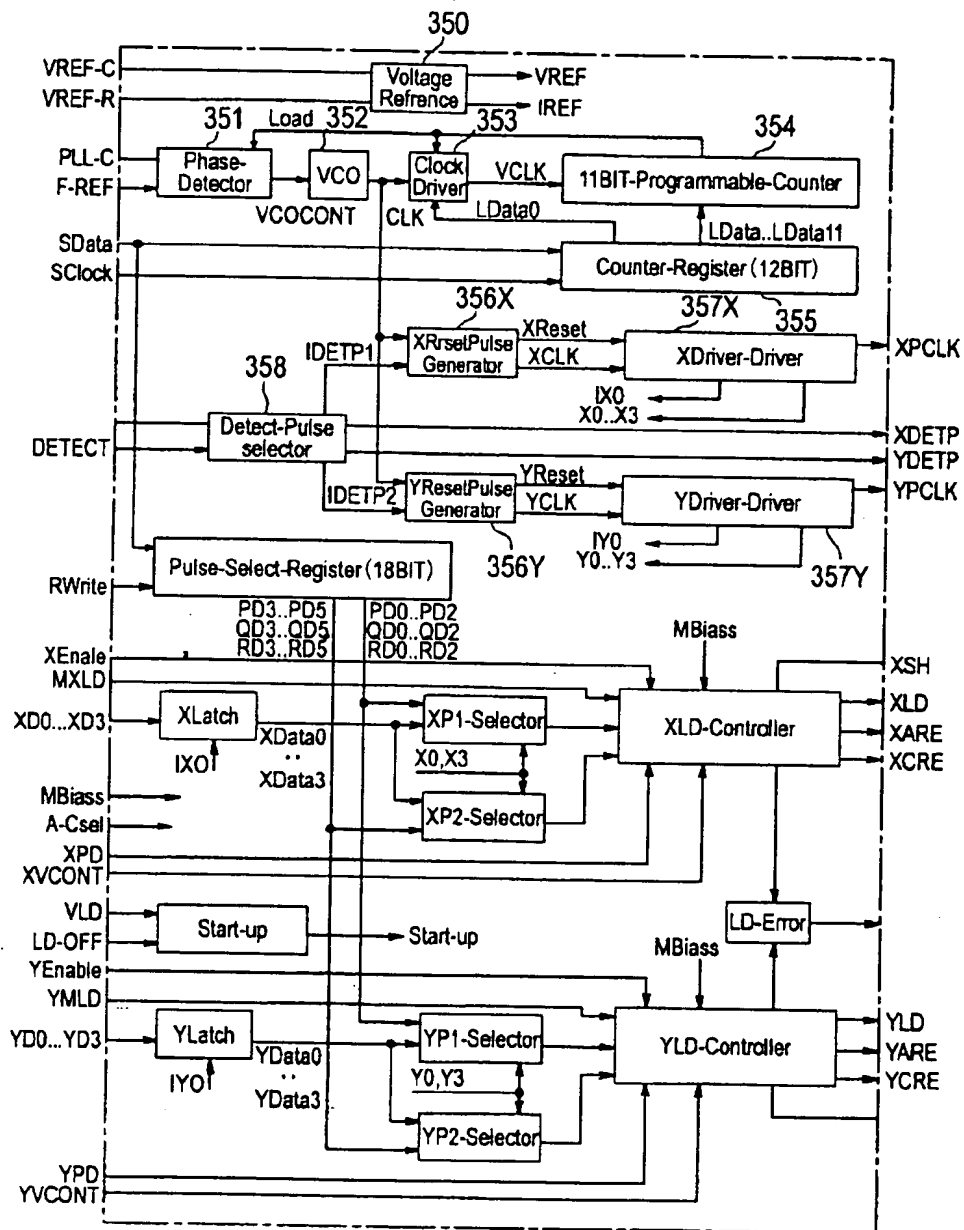 350
VREF-C
Voltage
Refrence
VREF
VREF-R
IREF
351
Load
352
353
354
PLL-C
Phase-
Detector
VCO
Clock
Driver
VCLK
11BIT-Programmable-Counter
F-REF
VCOCONT
CLK
LData0
LData..LData11
SData
SClock
Counter-Register(12BIT)
355
356X
357X
XReset
XRrsetPulse
Generator
XCLK
XDriver-Driver
XPCLK
IDETP1
358
IX0
X0..X3
Detect-Pulse
selector
XDETP
DETECT
YDETP
IDETP2
YReset
YResetPulse
Generator
YCLK
YDriver-Driver
YPCLK
356Y
IY0
Y0..Y3
357Y
Pulse-Select-Register(18BIT)
RWrite
PD3..PD5
QD3..QD5
RD3..RD5
PD0..PD2
QD0..QD2
RD0..RD2
MBiass
XEnale
XSH
MXLD
XLD
XD0...XD3
XLatch
XData0
..
XData3
XP1-Selector
XLD-Controller
XARE
XCRE
IX0
X0,X3
MBiass
A-Csel
XP2-Selector
XPD
XVCONT
VLD
LD-OFF
Start-up
Start-up
LD-Error
MBiass
YEnable
YMLD
YLD
YD0...YD3
YLatch
YData0
..
YData3
YP1-Selector
YLD-Controller
YARE
YCRE
IY0
Y0,Y3
YP2-Selector
YPD
YVCONT